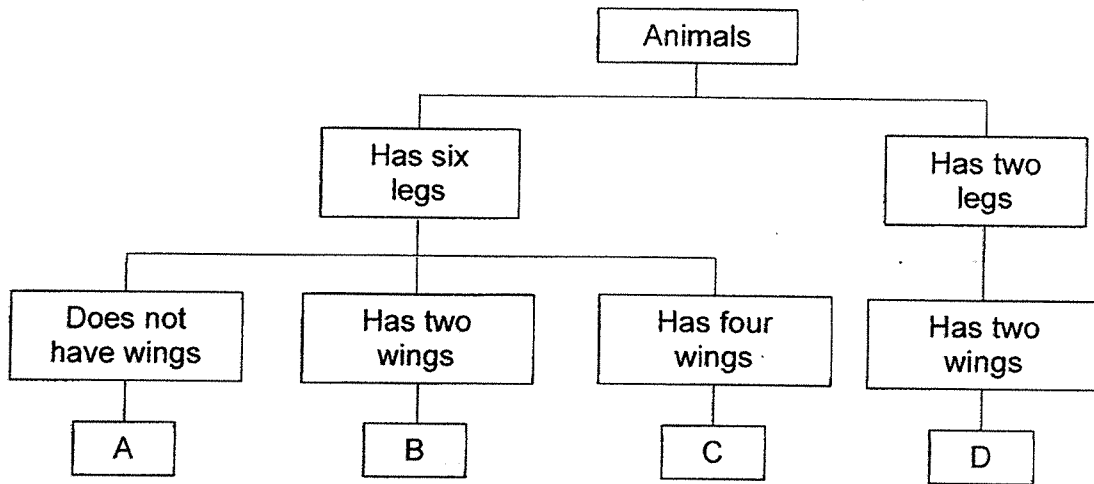 Animals
Has six
legs
Has two
legs
Does not
have wings
Has two
wings
Has four
wings
Has two
wings
A
B
C
D